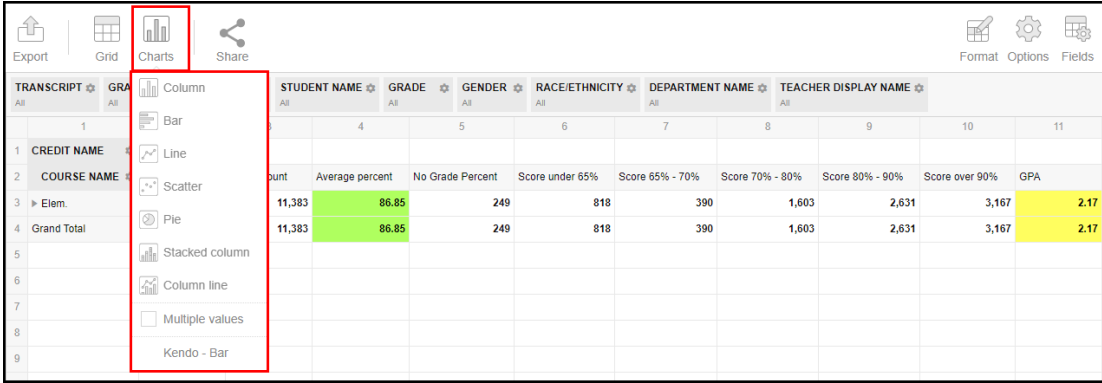 Export Grid Charts Share Format Options Fields
TRANSCRIPT GRA STUDENT NAME GRADE GENDER RACE/ETHNICITY DEPARTMENT NAME TEACHER DISPLAY NAME
All All All All All All All All
Column
Bar
Line
Scatter
Pie
Stacked column
Column line
Multiple values
Kendo - Bar
1 4 5 6 7 8 9 10 11
1 CREDIT NAME
2 COURSE NAME ount Average percent No Grade Percent Score under 65% Score 65% - 70% Score 70% - 80% Score 80% - 90% Score over 90% GPA
3 Elem. 11,383 86.85 249 818 390 1,603 2,631 3,167 2.17
4 Grand Total 11,383 86.85 249 818 390 1,603 2,631 3,167 2.17
5
6
7
8
9